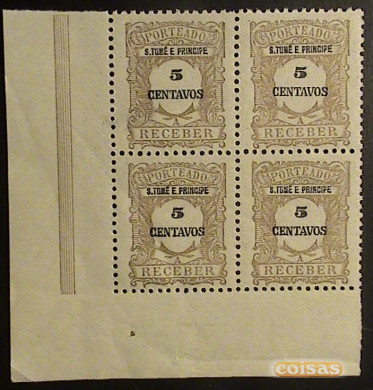 PORTEADO
S. TOMÉ E PRINCIPE
5
CENTAVOS
A
RECEBER
PORTEADO
S. TOMÉ E PRINCIPE
5
CENTAVOS
A
RECEBER
PORTEADO
S. TOMÉ E PRINCIPE
5
CENTAVOS
A
RECEBER
PORTEADO
S. TOMÉ E PRINCIPE
5
CENTAVOS
A
RECEBER
coisas